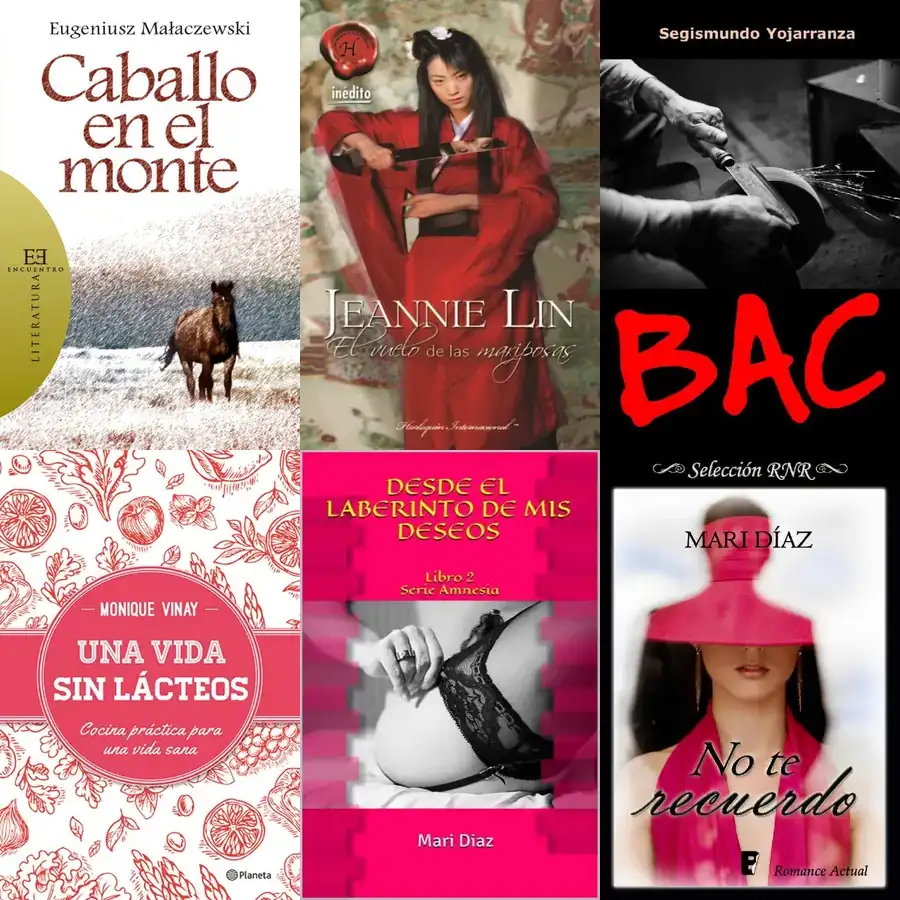 Eugeniusz Małaczewski
Caballo
en el
monte
EE
ENCUENTRO
LITERATURA
H
inédito
JEANNIE LIN
El vuelo de las mariposas
Harlequin Internacional™
Segismundo Yojarranza
BAC
MONIQUE VINAY
UNA VIDA
SIN LÁCTEOS
Cocina práctica para
una vida sana
Planeta
DESDE EL
LABERINTO DE MIS
DESEOS
Libro 2
Serie Amnesia
Mari Diaz
Selección RNR
MARI DÍAZ
No te
recuerdo
B
Romance Actual